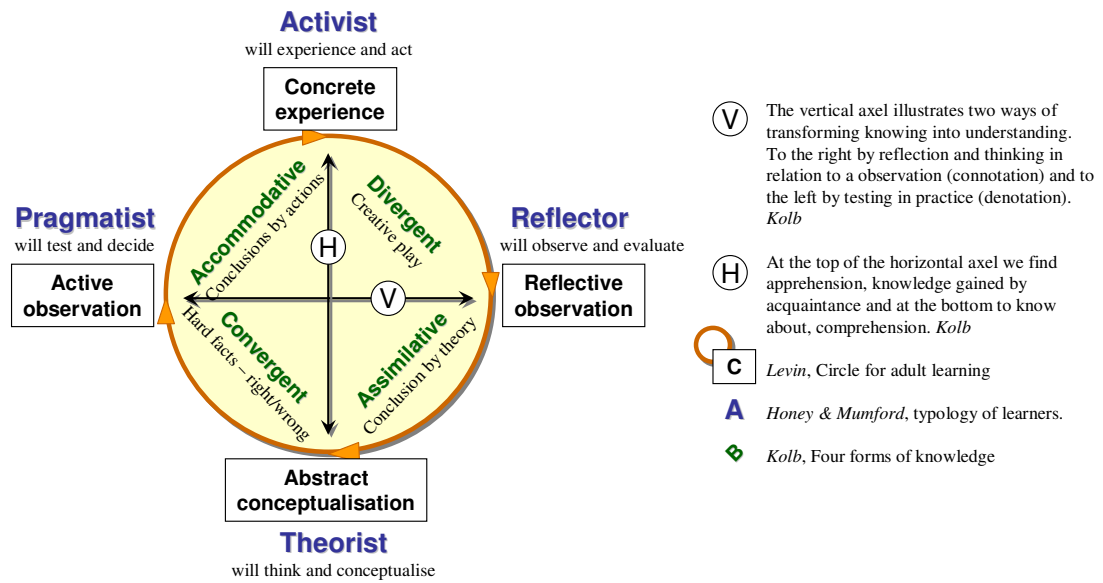 Activist
will experience and act
Concrete
experience
Accommodative
Conclusions by actions
Divergent
Creative play
Pragmatist
will test and decide
Active
observation
H
V
Reflector
will observe and evaluate
Reflective
observation
Convergent
Hard facts – right/wrong
Assimilative
Conclusion by theory
Abstract
conceptualisation
Theorist
will think and conceptualise
V
The vertical axel illustrates two ways of
transforming knowing into understanding.
To the right by reflection and thinking in
relation to a observation (connotation) and to
the left by testing in practice (denotation).
Kolb
H
At the top of the horizontal axel we find
apprehension, knowledge gained by
acquaintance and at the bottom to know
about, comprehension. Kolb
C
Levin, Circle for adult learning
A
Honey & Mumford, typology of learners.
B
Kolb, Four forms of knowledge